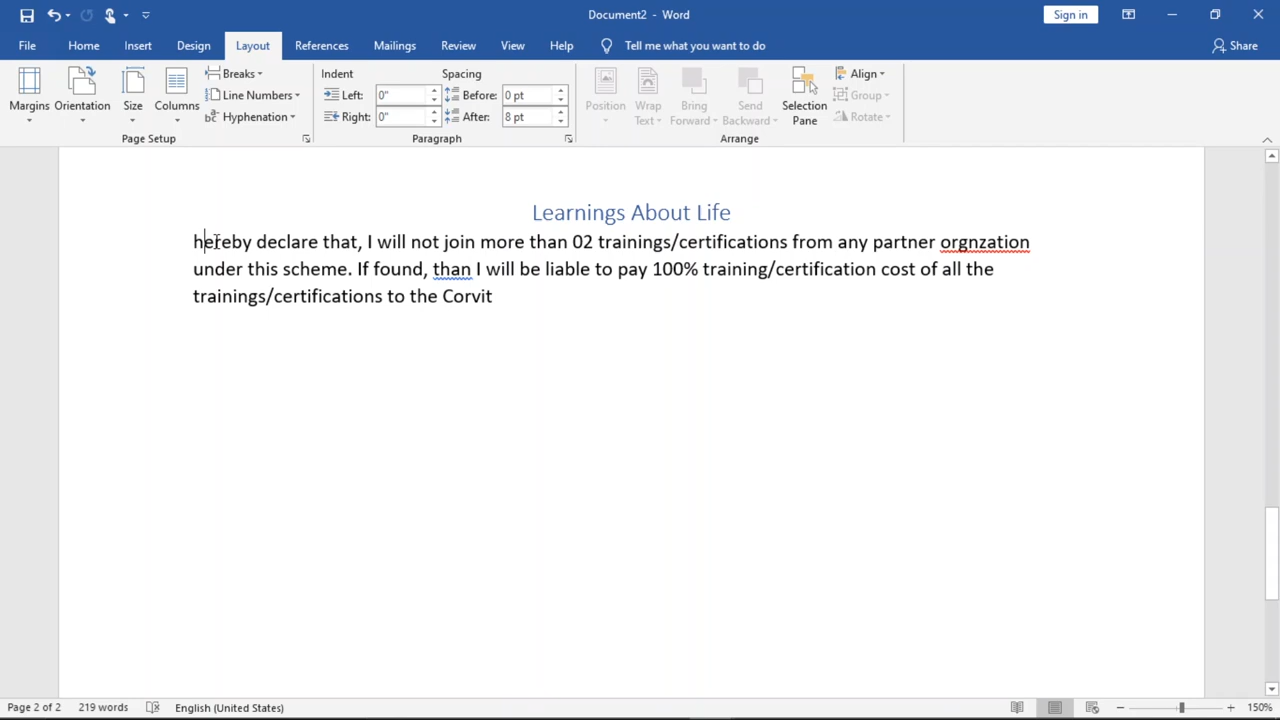 Document2 - Word
Sign in
File Home Insert Design Layout References Mailings Review View Help Tell me what you want to do Share
Margins Orientation Size Columns
Breaks
Line Numbers
Hyphenation
Page Setup
Indent Spacing
Left: 0" Before: 0 pt
Right: 0" After: 8 pt
Paragraph
Position Wrap Text Bring Forward Send Backward Selection Pane
Align
Group
Rotate
Arrange
Learnings About Life
hereby declare that, I will not join more than 02 trainings/certifications from any partner orgnzation
under this scheme. If found, than I will be liable to pay 100% training/certification cost of all the
trainings/certifications to the Corvit
Page 2 of 2 219 words English (United States) 150%